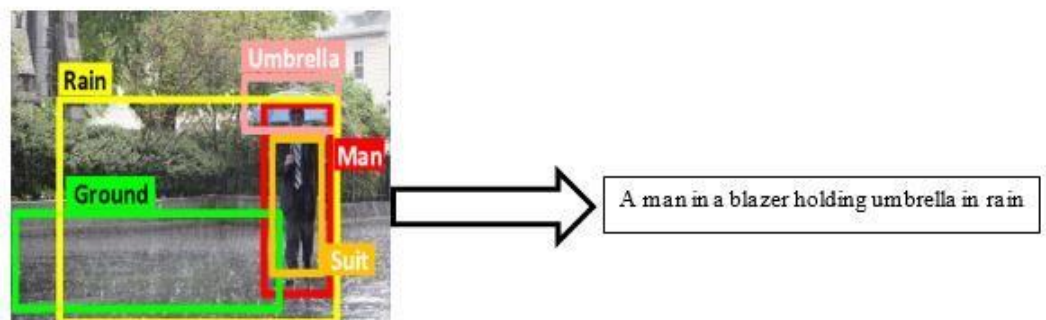 Umbrella
Rain
Man
Ground
Suit
A man in a blazer holding umbrella in rain